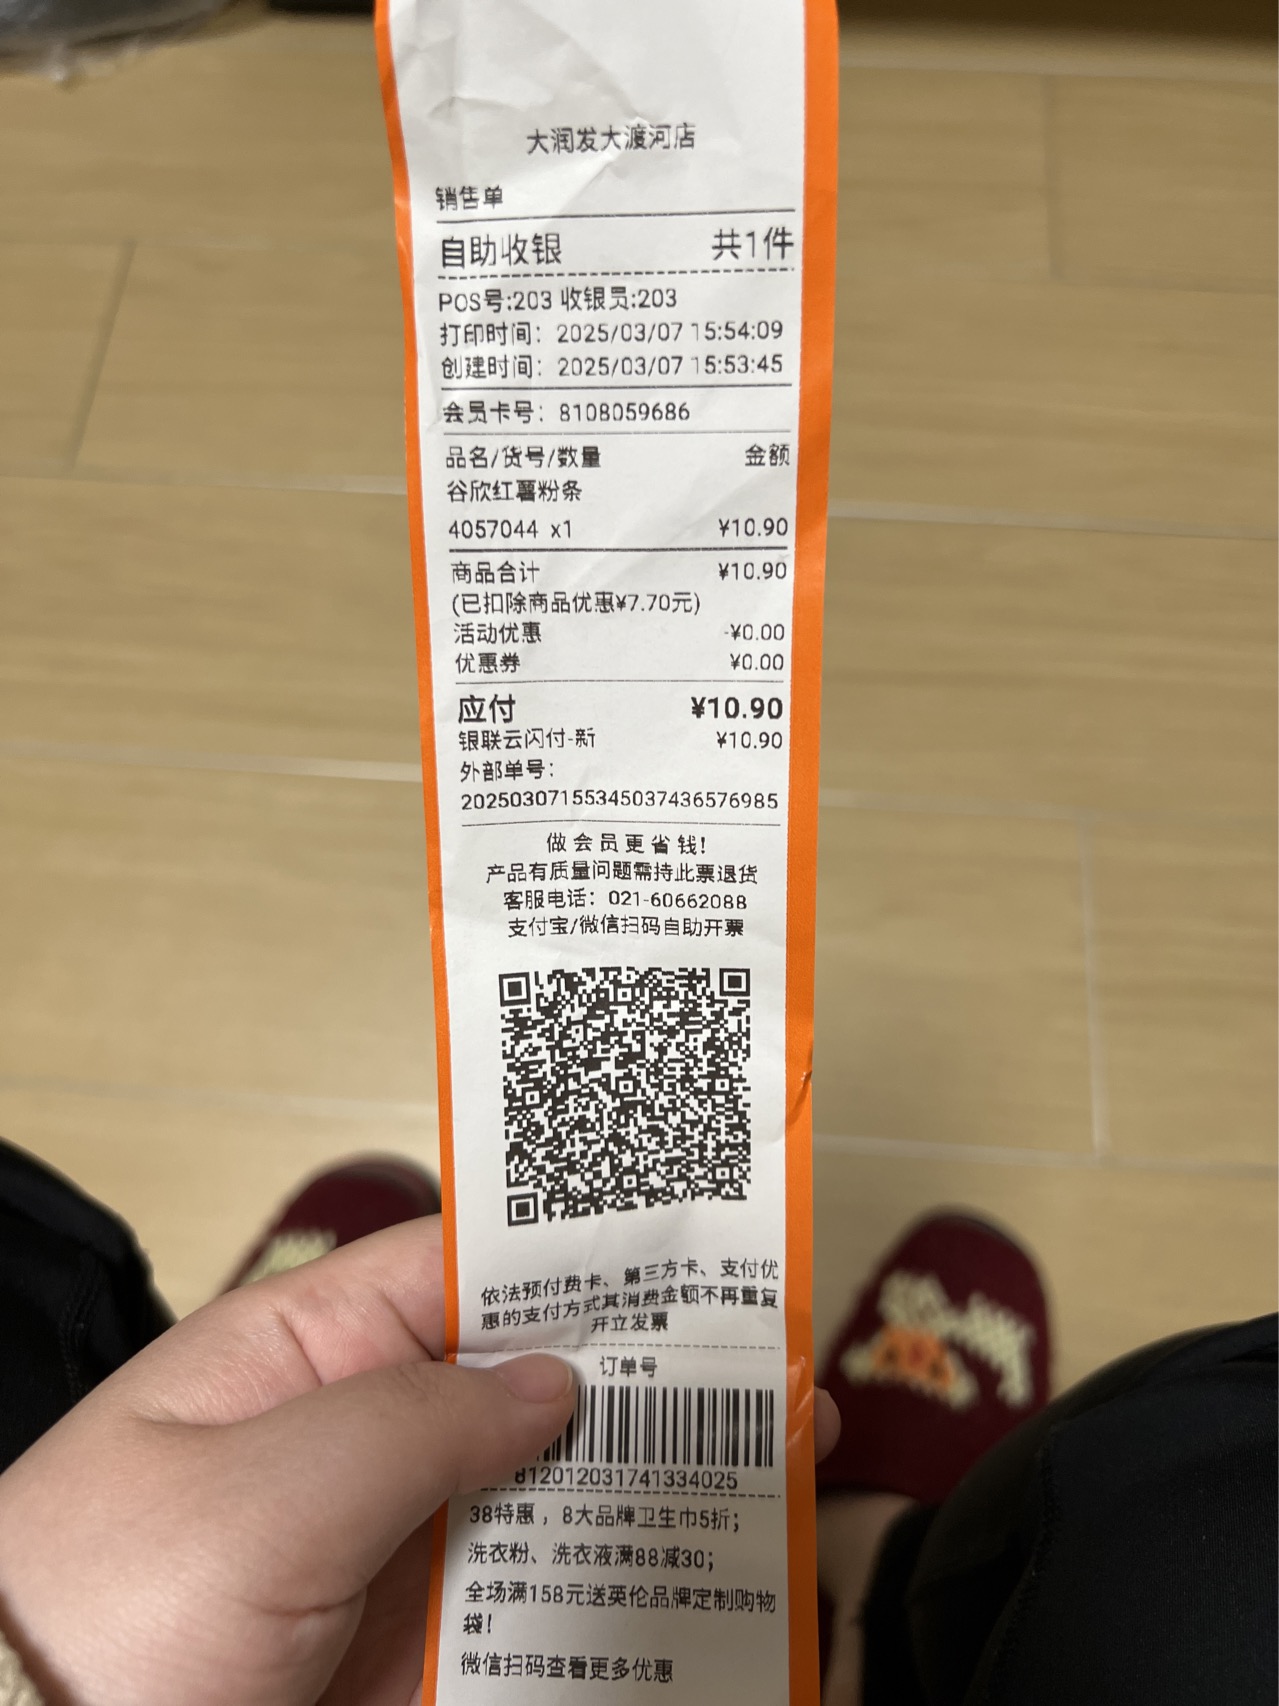 大润发大渡河店
销售单
自助收银 共1件
POS号:203 收银员:203
打印时间：2025/03/07 15:54:09
创建时间：2025/03/07 15:53:45
会员卡号：8108059686
品名/货号/数量 金额
谷欣红薯粉条
4057044 x1 ¥10.90
商品合计 ¥10.90
(已扣除商品优惠¥7.70元)
活动优惠 -¥0.00
优惠券 ¥0.00
应付 ¥10.90
银联云闪付-新 ¥10.90
外部单号：
20250307155345037436576985
做会员更省钱!
产品有质量问题需持此票退货
客服电话：021-60662088
支付宝/微信扫码自助开票
依法预付费卡、第三方卡、支付优
惠的支付方式其消费金额不再重复
开立发票
订单号
812012031741334025
38特惠，8大品牌卫生巾5折；
洗衣粉、洗衣液满88减30；
全场满158元送英伦品牌定制购物
袋！
微信扫码查看更多优惠